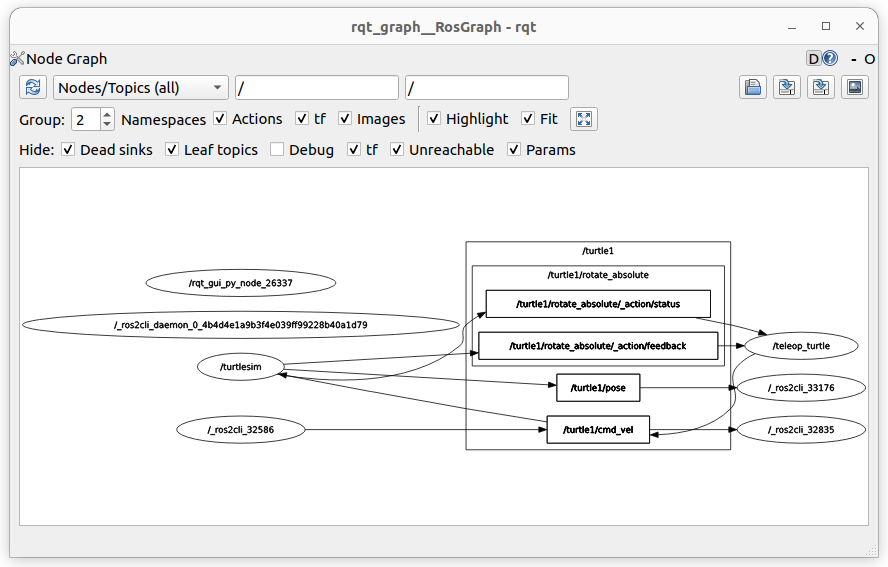 rqt_graph__RosGraph - rqt
Node Graph
D ? - O
Nodes/Topics (all) / /
Group: 2 Namespaces Actions tf Images Highlight Fit
Hide: Dead sinks Leaf topics Debug tf Unreachable Params
/turtle1
/rqt_gui_py_node_26337
/turtle1/rotate_absolute
/turtle1/rotate_absolute/_action/status
/_ros2cli_daemon_0_4b4d4e1a9b3f4e039ff99228b40a1d79
/turtle1/rotate_absolute/_action/feedback
/teleop_turtle
/turtlesim
/turtle1/pose
/_ros2cli_33176
/_ros2cli_32586
/turtle1/cmd_vel
/_ros2cli_32835